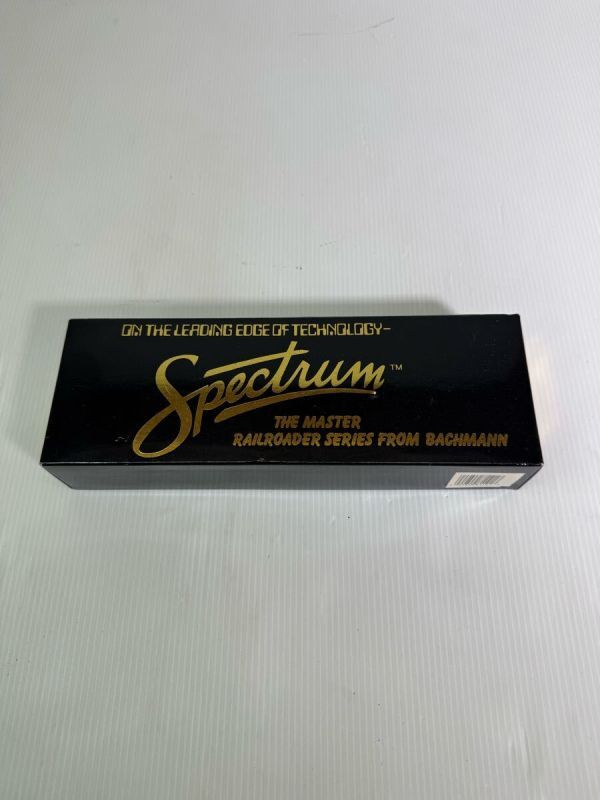 ON THE LEADING EDGE OF TECHNOLOGY-
Spectrum™
THE MASTER
RAILROADER SERIES FROM BACHMANN